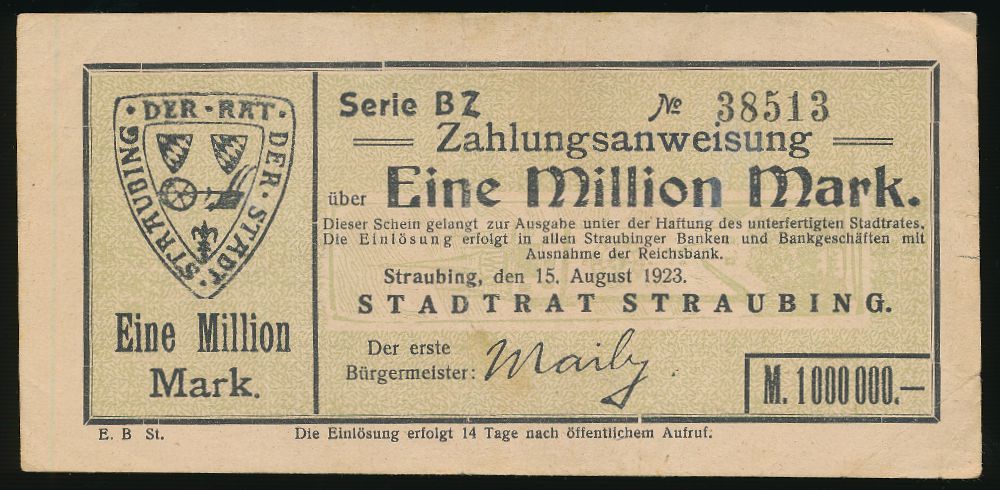 · DER · RAT · DER · STADT · STRAUBING
Eine Million
Mark.
Serie BZ № 38513
Zahlungsanweisung
über Eine Million Mark.
Dieser Schein gelangt zur Ausgabe unter der Haftung des unterfertigten Stadtrates.
Die Einlösung erfolgt in allen Straubinger Banken und Bankgeschäften mit
Ausnahme der Reichsbank.
Straubing, den 15. August 1923.
STADTRAT STRAUBING.
Der erste
Bürgermeister:
M. 1000000.—
E. B St. Die Einlösung erfolgt 14 Tage nach öffentlichem Aufruf.